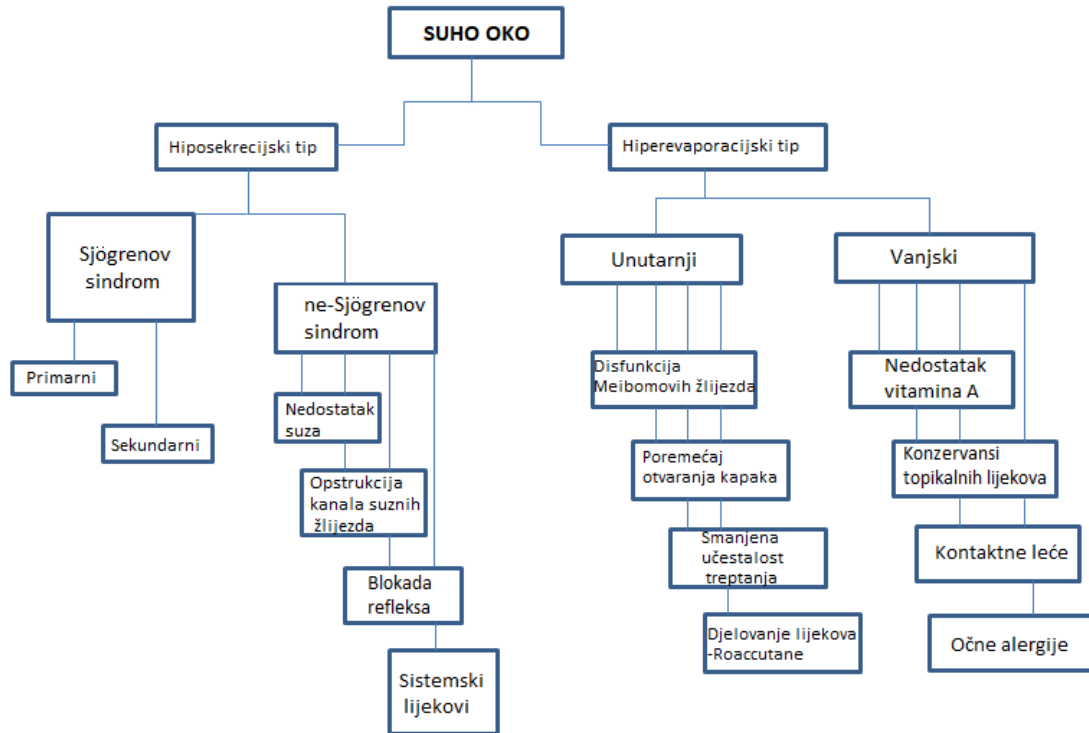 SUHO OKO
Hiposekrecijski tip
Hiperevaporacijski tip
Sjögrenov
sindrom
Unutarnji
Vanjski
ne-Sjögrenov
sindrom
Primarni
Disfunkcija
Meibomovih žlijezda
Nedostatak
vitamina A
Nedostatak
suza
Sekundarni
Poremećaj
otvaranja kapaka
Konzervansi
topikalnih lijekova
Opstrukcija
kanala suznih
žlijezda
Smanjena
učestalost
treptanja
Kontaktne leće
Blokada
refleksa
Djelovanje lijekova
-Roaccutane
Očne alergije
Sistemski
lijekovi